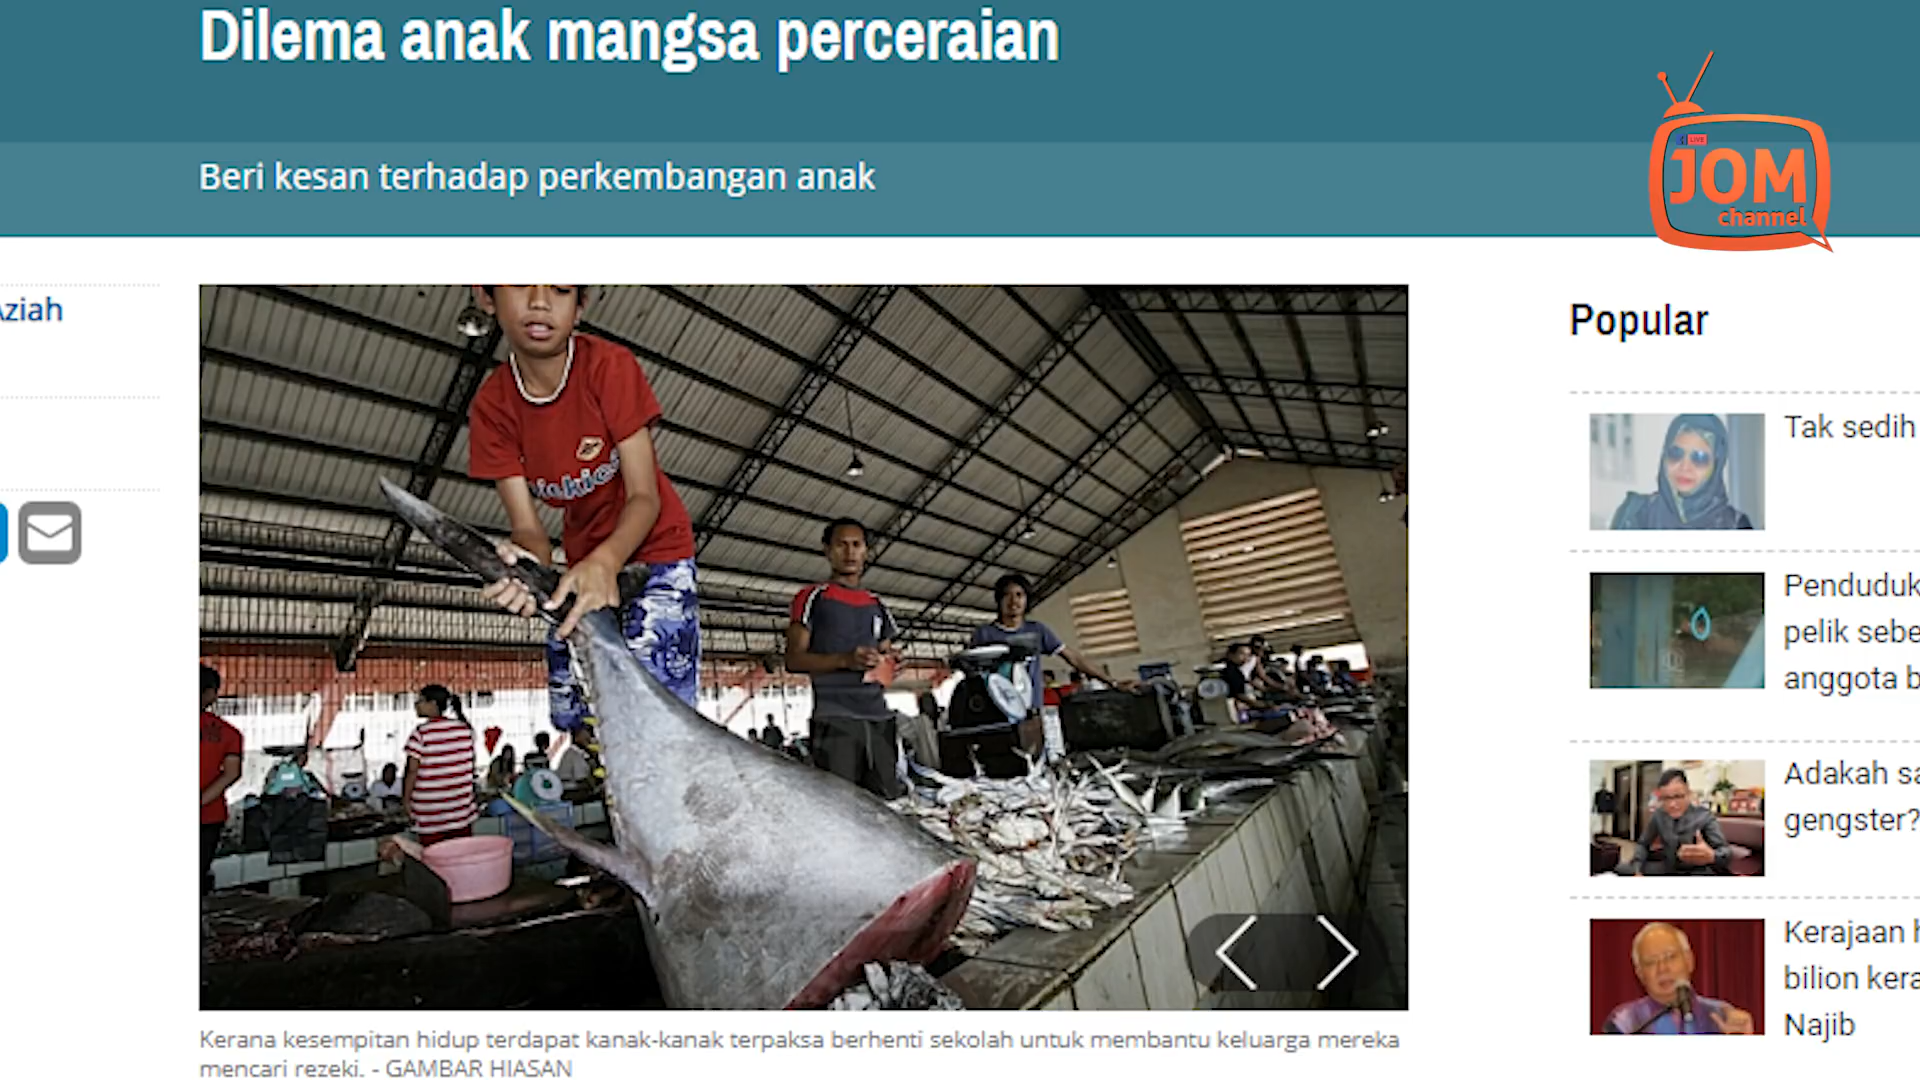 Dilema anak mangsa perceraian
Beri kesan terhadap perkembangan anak
LIVE
JOM
channel
Aziah
Popular
Tak sedih
Penduduk
pelik sebe
anggota b
Adakah sa
gengster?
Kerajaan h
bilion kera
Najib
Kerana kesempitan hidup terdapat kanak-kanak terpaksa berhenti sekolah untuk membantu keluarga mereka
mencari rezeki. - GAMBAR HIASAN